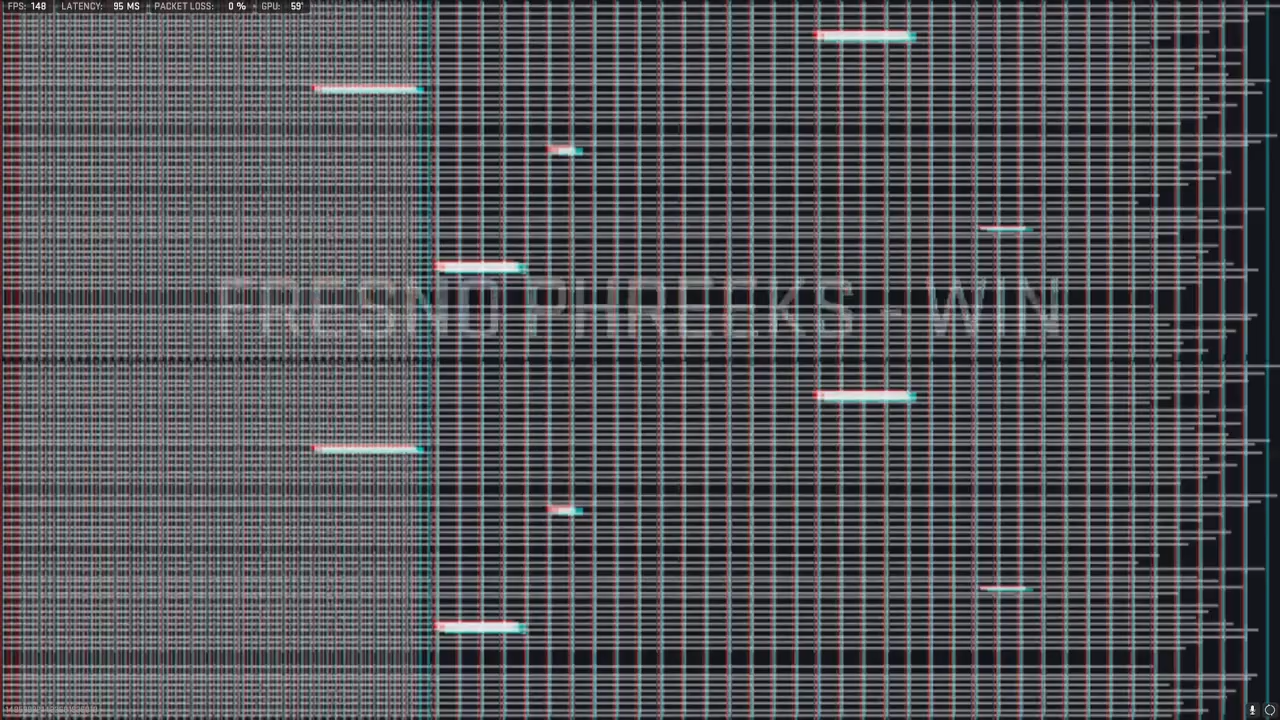 FPS: 148 · LATENCY: 95 MS · PACKET LOSS: 0 % · GPU: 59°
FRESNO PHREEKS - WIN